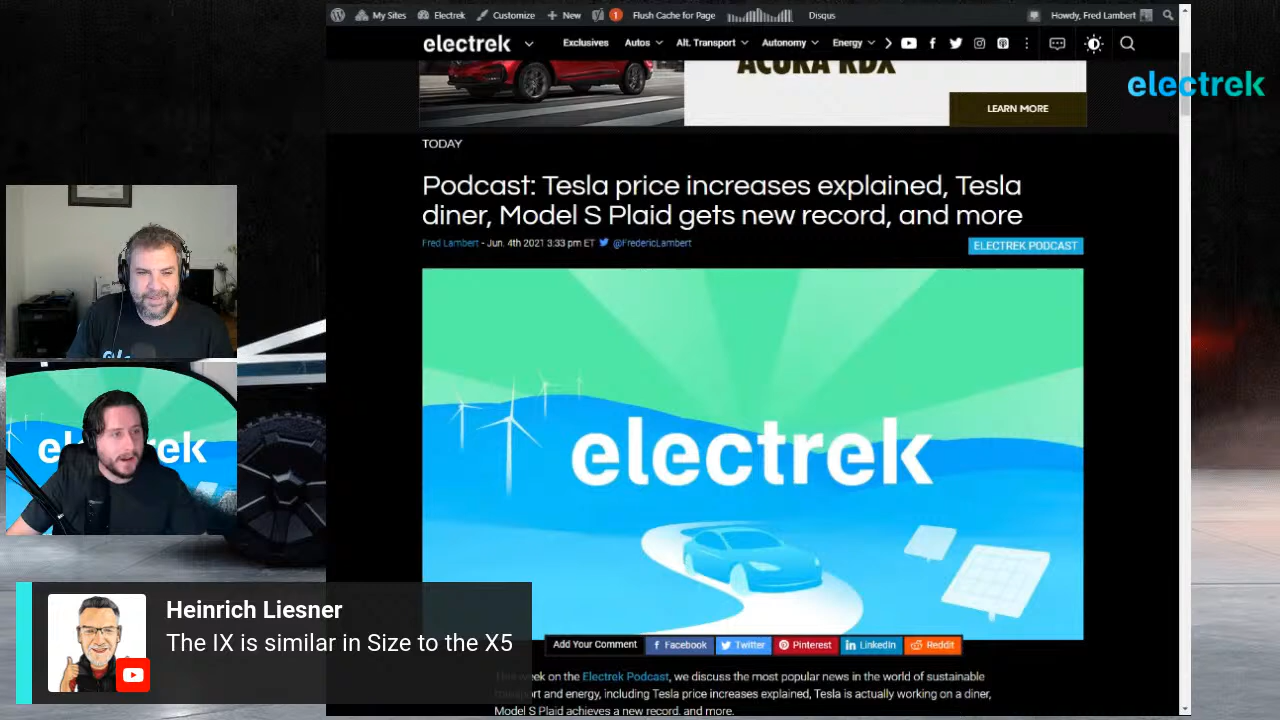 My Sites Electrek Customize + New 1 Flush Cache for Page Disqus Howdy, Fred Lambert
electrek Exclusives Autos Alt. Transport Autonomy Energy
electrek
ACURA RDX
LEARN MORE
TODAY
Podcast: Tesla price increases explained, Tesla
diner, Model S Plaid gets new record, and more
Fred Lambert - Jun. 4th 2021 3:33 pm ET @FredericLambert
ELECTREK PODCAST
electrek
Heinrich Liesner
The IX is similar in Size to the X5
Add Your Comment Facebook Twitter Pinterest LinkedIn Reddit
This week on the Electrek Podcast, we discuss the most popular news in the world of sustainable
transport and energy, including Tesla price increases explained, Tesla is actually working on a diner,
Model S Plaid achieves a new record, and more.